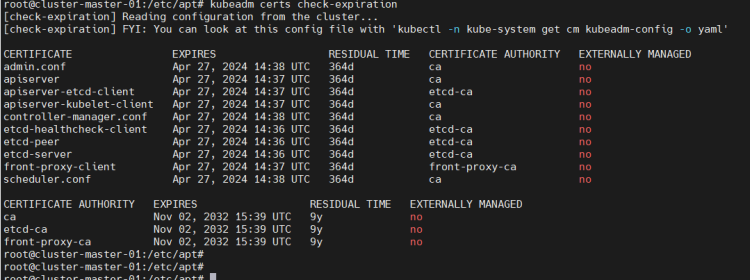 root@cluster-master-01:/etc/apt# kubeadm certs check-expiration
[check-expiration] Reading configuration from the cluster...
[check-expiration] FYI: You can look at this config file with 'kubectl -n kube-system get cm kubeadm-config -o yaml'
CERTIFICATE EXPIRES RESIDUAL TIME CERTIFICATE AUTHORITY EXTERNALLY MANAGED
admin.conf Apr 27, 2024 14:38 UTC 364d ca no
apiserver Apr 27, 2024 14:37 UTC 364d ca no
apiserver-etcd-client Apr 27, 2024 14:37 UTC 364d etcd-ca no
apiserver-kubelet-client Apr 27, 2024 14:37 UTC 364d ca no
controller-manager.conf Apr 27, 2024 14:38 UTC 364d ca no
etcd-healthcheck-client Apr 27, 2024 14:36 UTC 364d etcd-ca no
etcd-peer Apr 27, 2024 14:36 UTC 364d etcd-ca no
etcd-server Apr 27, 2024 14:36 UTC 364d etcd-ca no
front-proxy-client Apr 27, 2024 14:37 UTC 364d front-proxy-ca no
scheduler.conf Apr 27, 2024 14:38 UTC 364d ca no
CERTIFICATE AUTHORITY EXPIRES RESIDUAL TIME EXTERNALLY MANAGED
ca Nov 02, 2032 15:39 UTC 9y no
etcd-ca Nov 02, 2032 15:39 UTC 9y no
front-proxy-ca Nov 02, 2032 15:39 UTC 9y no
root@cluster-master-01:/etc/apt#
root@cluster-master-01:/etc/apt#
root@cluster-master-01:/etc/apt#